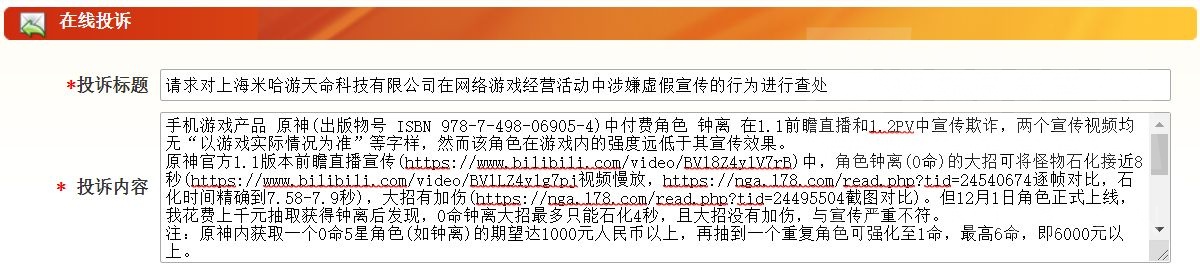 在线投诉
*投诉标题 请求对上海米哈游天命科技有限公司在网络游戏经营活动中涉嫌虚假宣传的行为进行查处
* 投诉内容
手机游戏产品 原神(出版物号 ISBN 978-7-498-06905-4)中付费角色 钟离 在1.1前瞻直播和1.2PV中宣传欺诈，两个宣传视频均
无“以游戏实际情况为准”等字样，然而该角色在游戏内的强度远低于其宣传效果。
原神官方1.1版本前瞻直播宣传(https://www.bilibili.com/video/BV18Z4y1V7rB)中，角色钟离(0命)的大招可将怪物石化接近8
秒(https://www.bilibili.com/video/BV1LZ4y1g7pj视频慢放，https://nga.178.com/read.php?tid=24540674逐帧对比，石
化时间精确到7.58-7.9秒)，大招有加伤(https://nga.178.com/read.php?tid=24495504截图对比)。但12月1日角色正式上线，
我花费上千元抽取获得钟离后发现，0命钟离大招最多只能石化4秒，且大招没有加伤，与宣传严重不符。
注：原神内获取一个0命5星角色(如钟离)的期望达1000元人民币以上，再抽到一个重复角色可强化至1命，最高6命，即6000元以
上。